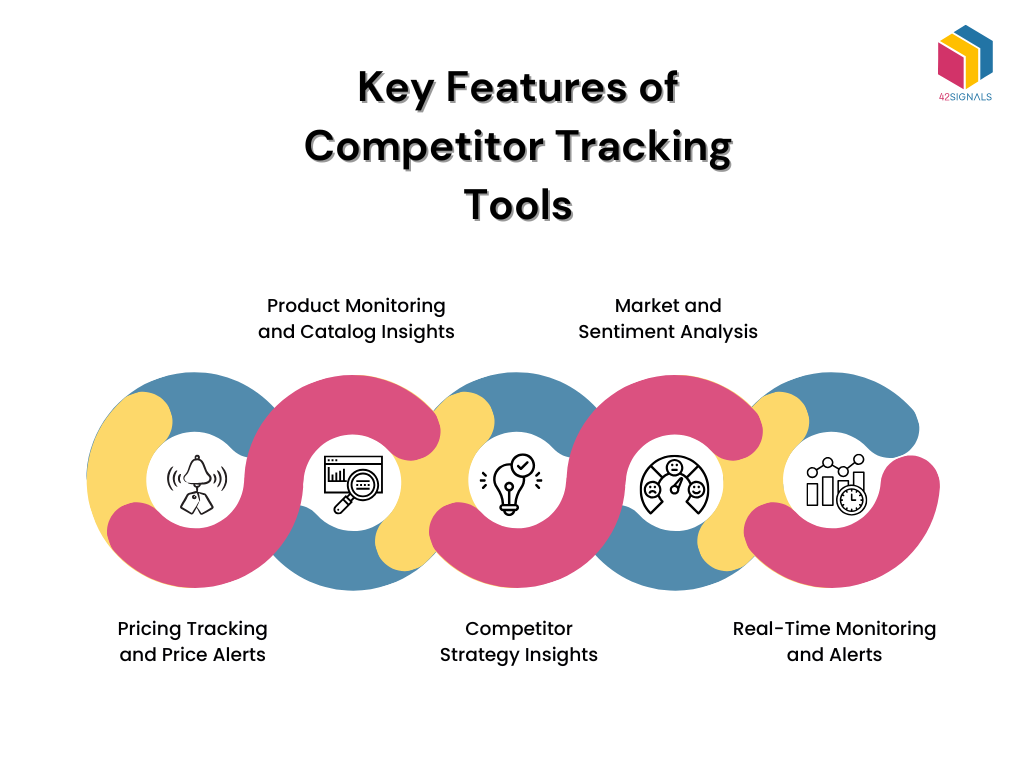 42SIGNALS
Key Features of
Competitor Tracking
Tools
Product Monitoring
and Catalog Insights
Market and
Sentiment Analysis
Pricing Tracking
and Price Alerts
Competitor
Strategy Insights
Real-Time Monitoring
and Alerts